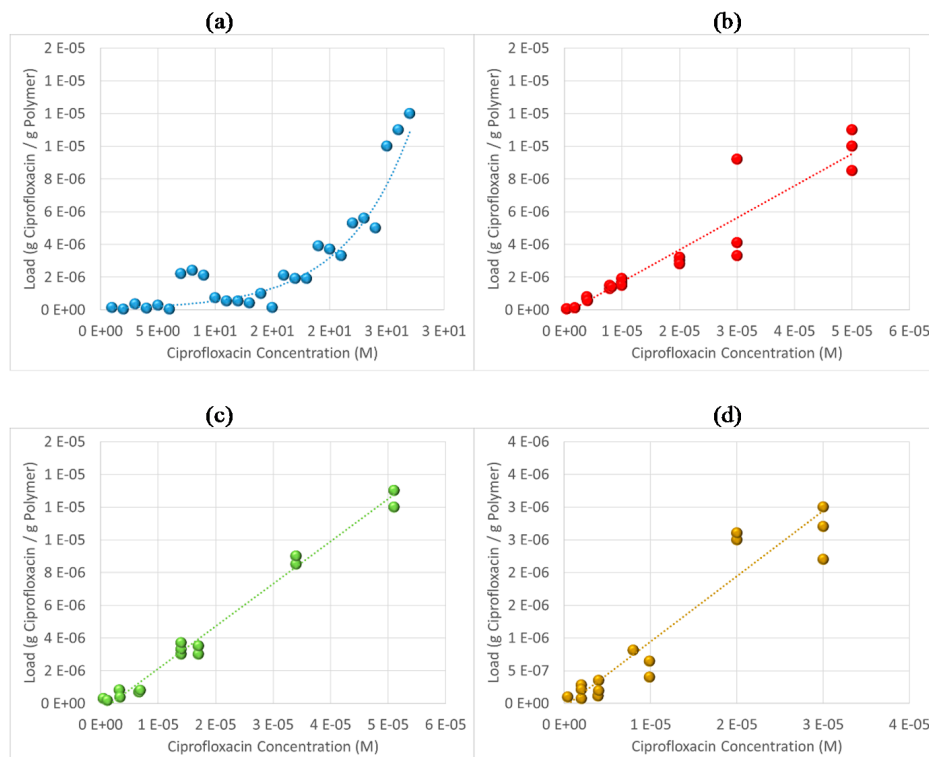 (a)
Load (g Ciprofloxacin / g Polymer)
2 E-05
2 E-05
1 E-05
1 E-05
1 E-05
8 E-06
6 E-06
4 E-06
2 E-06
0 E+00
0 E+00 5 E+00 1 E+01 2 E+01 2 E+01 3 E+01 3 E+01
Ciprofloxacin Concentration (M)
(b)
Load (g Ciprofloxacin / g Polymer)
2 E-05
2 E-05
1 E-05
1 E-05
1 E-05
8 E-06
6 E-06
4 E-06
2 E-06
0 E+00
0 E+00 1 E-05 2 E-05 3 E-05 4 E-05 5 E-05 6 E-05
Ciprofloxacin Concentration (M)
(c)
Load (g Ciprofloxacin / g Polymer)
2 E-05
1 E-05
1 E-05
1 E-05
8 E-06
6 E-06
4 E-06
2 E-06
0 E+00
0 E+00 1 E-05 2 E-05 3 E-05 4 E-05 5 E-05 6 E-05
Ciprofloxacin Concentration (M)
(d)
Load (g Ciprofloxacin / g Polymer)
4 E-06
4 E-06
3 E-06
3 E-06
2 E-06
2 E-06
1 E-06
5 E-07
0 E+00
0 E+00 1 E-05 2 E-05 3 E-05 4 E-05
Ciprofloxacin Concentration (M)